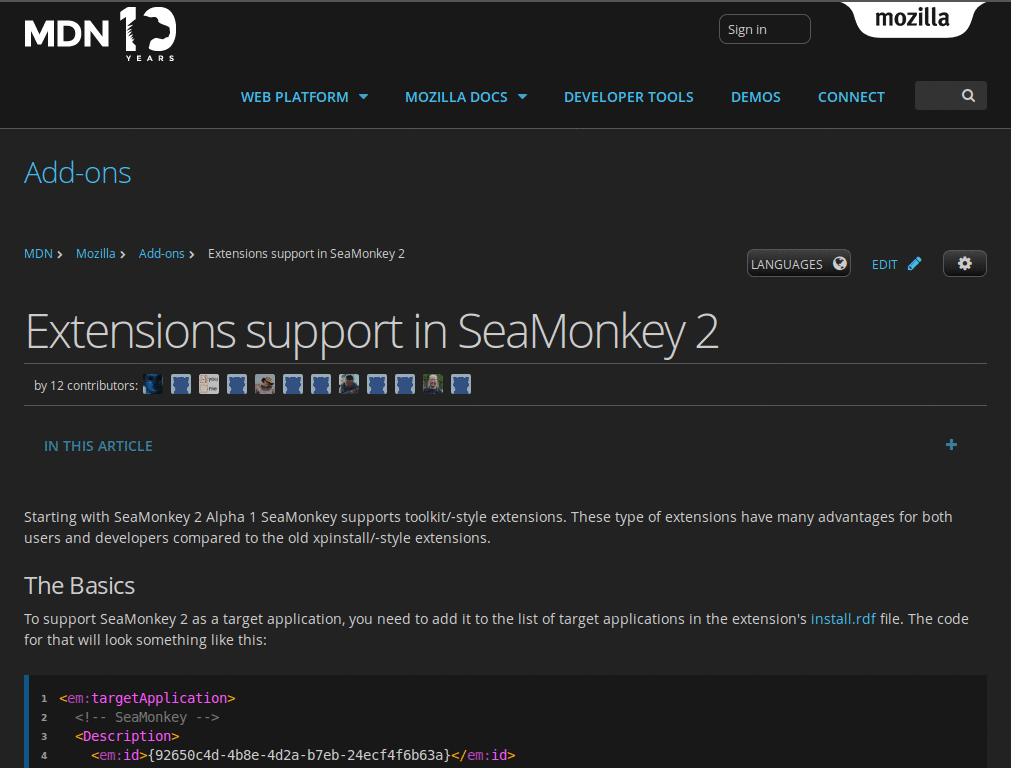 MDN 10 YEARS
Sign in
mozilla
WEB PLATFORM
MOZILLA DOCS
DEVELOPER TOOLS
DEMOS
CONNECT
Add-ons
MDN Mozilla Add-ons Extensions support in SeaMonkey 2
LANGUAGES
EDIT
Extensions support in SeaMonkey 2
by 12 contributors:
IN THIS ARTICLE
Starting with SeaMonkey 2 Alpha 1 SeaMonkey supports toolkit/-style extensions. These type of extensions have many advantages for both
users and developers compared to the old xpinstall/-style extensions.
The Basics
To support SeaMonkey 2 as a target application, you need to add it to the list of target applications in the extension's install.rdf file. The code
for that will look something like this:
1 <em:targetApplication>
2 <!-- SeaMonkey -->
3 <Description>
4 <em:id>{92650c4d-4b8e-4d2a-b7eb-24ecf4f6b63a}</em:id>